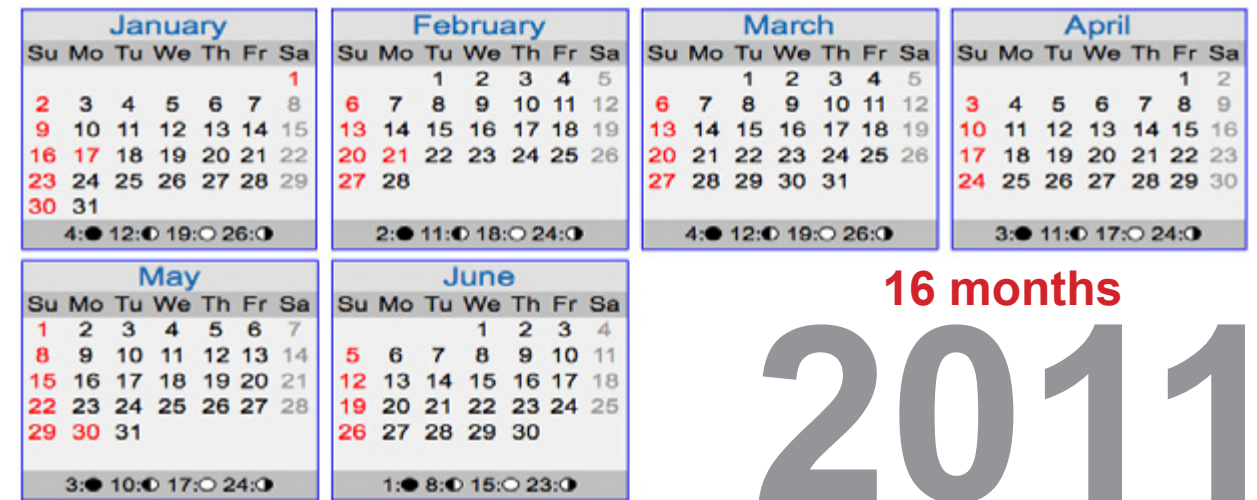 January
Su Mo Tu We Th Fr Sa
1
2 3 4 5 6 7 8
9 10 11 12 13 14 15
16 17 18 19 20 21 22
23 24 25 26 27 28 29
30 31
4:● 12:◐ 19:○ 26:◑
February
Su Mo Tu We Th Fr Sa
1 2 3 4 5
6 7 8 9 10 11 12
13 14 15 16 17 18 19
20 21 22 23 24 25 26
27 28
2:● 11:◐ 18:○ 24:◑
March
Su Mo Tu We Th Fr Sa
1 2 3 4 5
6 7 8 9 10 11 12
13 14 15 16 17 18 19
20 21 22 23 24 25 26
27 28 29 30 31
4:● 12:◐ 19:○ 26:◑
April
Su Mo Tu We Th Fr Sa
1 2
3 4 5 6 7 8 9
10 11 12 13 14 15 16
17 18 19 20 21 22 23
24 25 26 27 28 29 30
3:● 11:◐ 17:○ 24:◑
May
Su Mo Tu We Th Fr Sa
1 2 3 4 5 6 7
8 9 10 11 12 13 14
15 16 17 18 19 20 21
22 23 24 25 26 27 28
29 30 31
3:● 10:◐ 17:○ 24:◑
June
Su Mo Tu We Th Fr Sa
1 2 3 4
5 6 7 8 9 10 11
12 13 14 15 16 17 18
19 20 21 22 23 24 25
26 27 28 29 30
1:● 8:◐ 15:○ 23:◑
16 months
2011